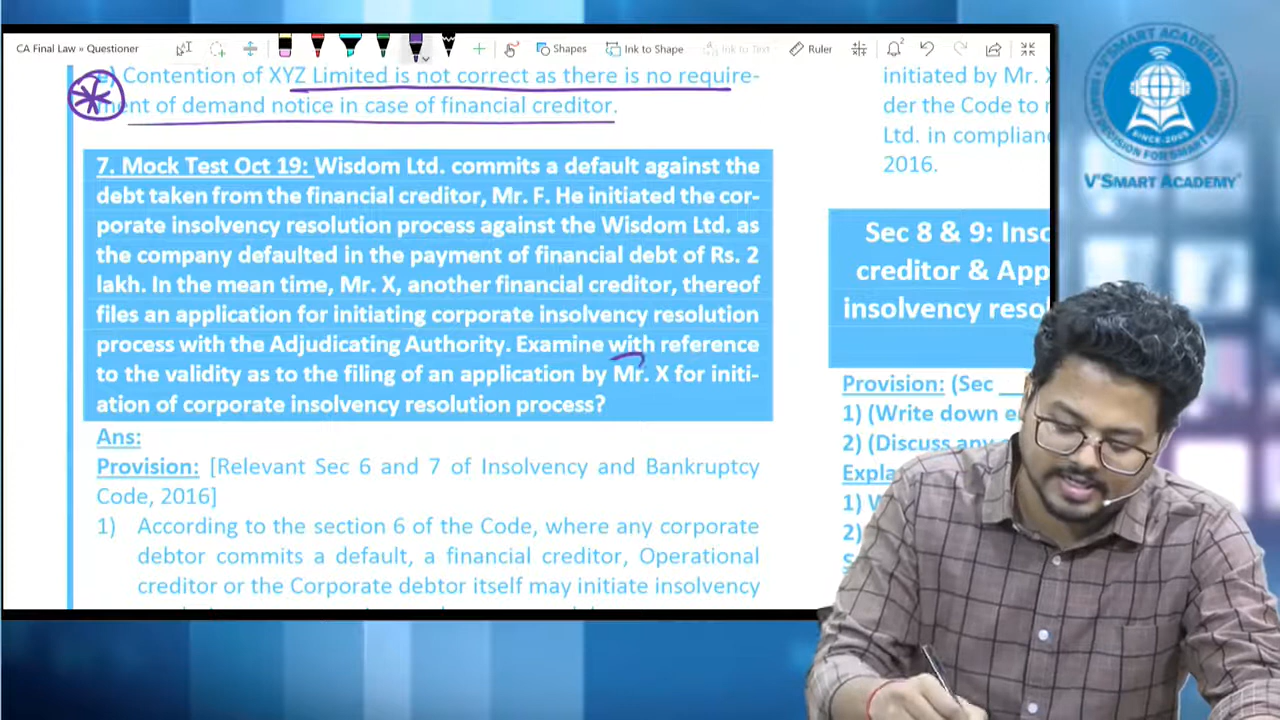 CA Final Law » Questioner
Shapes
Ink to Shape
Ink to Text
Ruler
e) Contention of XYZ Limited is not correct as there is no require-
ment of demand notice in case of financial creditor.
7. Mock Test Oct 19: Wisdom Ltd. commits a default against the
debt taken from the financial creditor, Mr. F. He initiated the cor-
porate insolvency resolution process against the Wisdom Ltd. as
the company defaulted in the payment of financial debt of Rs. 2
lakh. In the mean time, Mr. X, another financial creditor, thereof
files an application for initiating corporate insolvency resolution
process with the Adjudicating Authority. Examine with reference
to the validity as to the filing of an application by Mr. X for initi-
ation of corporate insolvency resolution process?
Ans:
Provision: [Relevant Sec 6 and 7 of Insolvency and Bankruptcy
Code, 2016]
1) According to the section 6 of the Code, where any corporate
debtor commits a default, a financial creditor, Operational
creditor or the Corporate debtor itself may initiate insolvency
initiated by Mr. X
der the Code to
Ltd. in complianc
2016.
Sec 8 & 9: Inso
creditor & App
insolvency reso
Provision: (Sec __
1) (Write down e
2) (Discuss any
Expla
1) W
2)
V'SMART ACADEMY
SINCE-2005
V'SMART ACADEMY